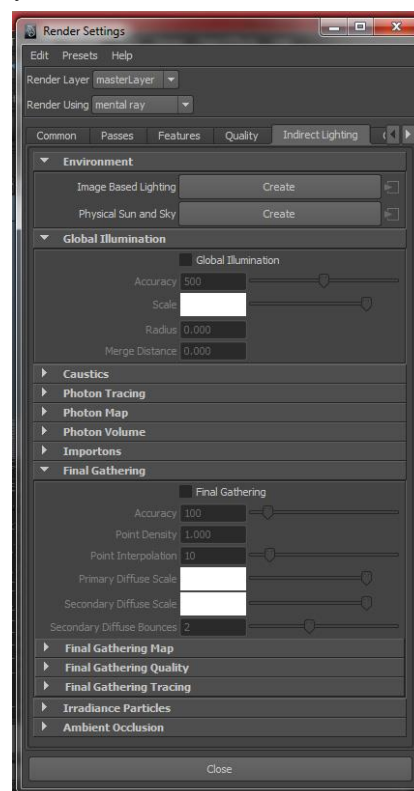 Render Settings
Edit Presets Help
Render Layer masterLayer
Render Using mental ray
Common Passes Features Quality Indirect Lighting
Environment
Image Based Lighting Create
Physical Sun and Sky Create
Global Illumination
Global Illumination
Accuracy 500
Scale
Radius 0.000
Merge Distance 0.000
Caustics
Photon Tracing
Photon Map
Photon Volume
Importons
Final Gathering
Final Gathering
Accuracy 100
Point Density 1.000
Point Interpolation 10
Primary Diffuse Scale
Secondary Diffuse Scale
Secondary Diffuse Bounces 2
Final Gathering Map
Final Gathering Quality
Final Gathering Tracing
Irradiance Particles
Ambient Occlusion
Close